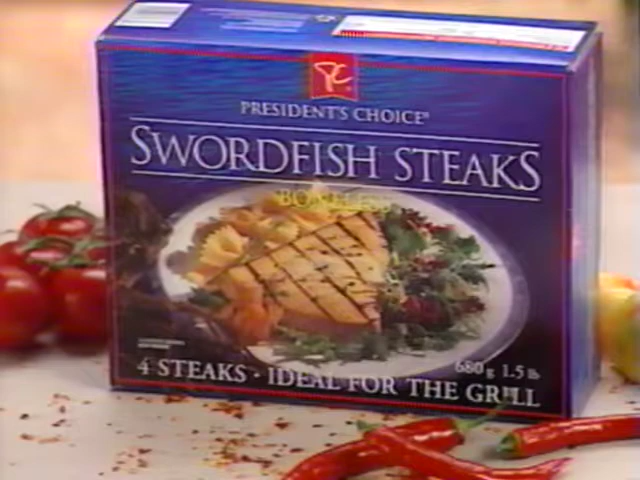 PC
PRESIDENT'S CHOICE®
SWORDFISH STEAKS
BONELESS
680 g 1.5 lb
4 STEAKS - IDEAL FOR THE GRILL